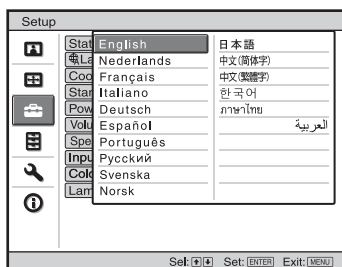 Setup
Stat
La
Coo
Star
Pow
Volu
Spe
Inpu
Colo
Lam
English
Nederlands
Français
Italiano
Deutsch
Español
Português
Русский
Svenska
Norsk
日本語
中文(简体字)
中文(繁體字)
한국어
ภาษาไทย
العربية
Sel: Set: ENTER Exit: MENU